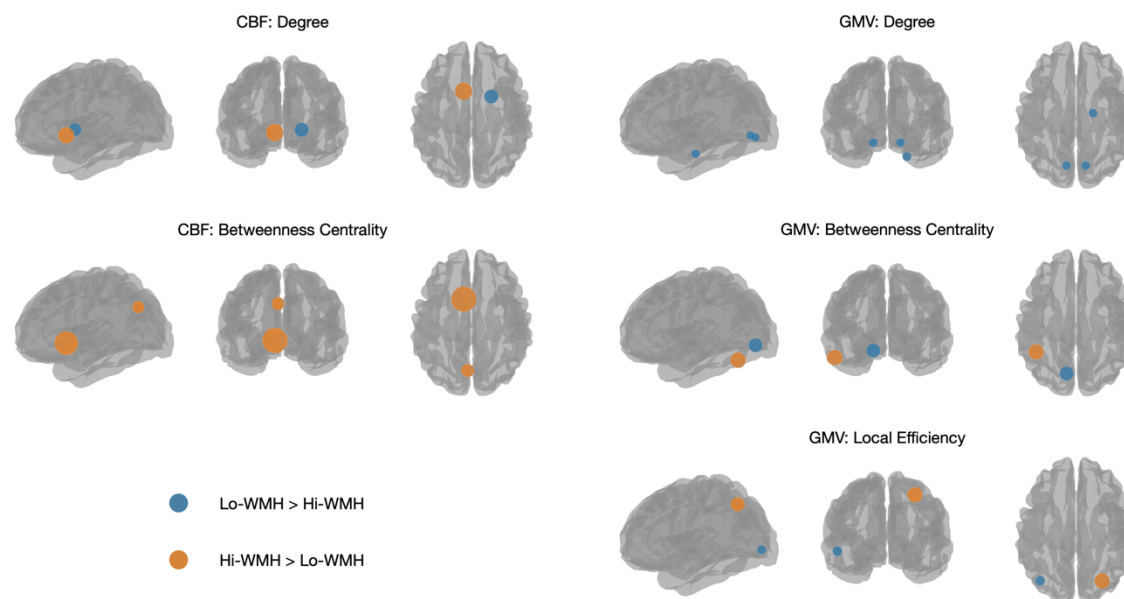 CBF: Degree
GMV: Degree
CBF: Betweenness Centrality
GMV: Betweenness Centrality
GMV: Local Efficiency
Lo-WMH > Hi-WMH
Hi-WMH > Lo-WMH